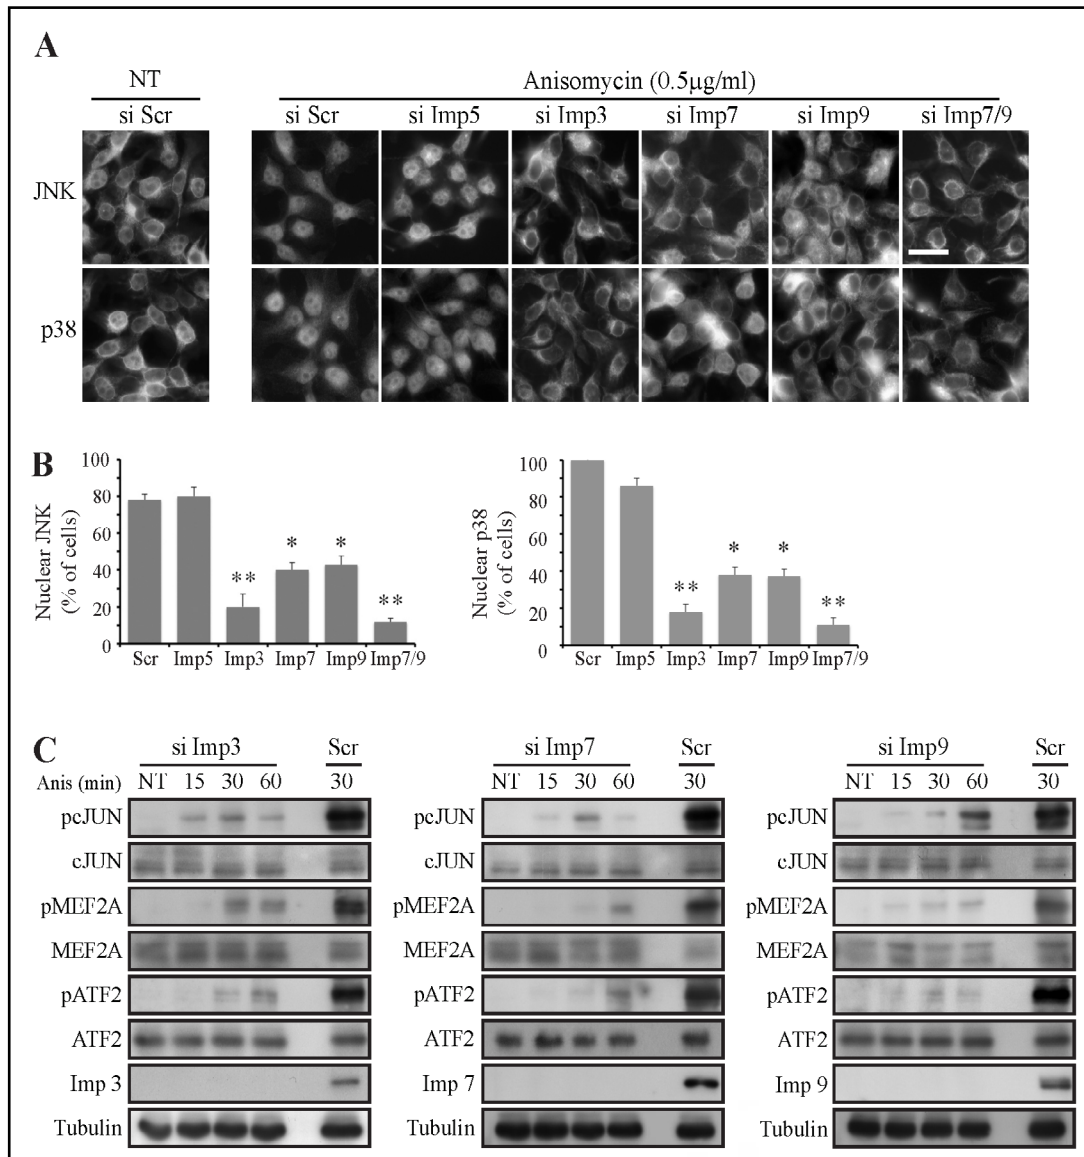 A
NT Anisomycin (0.5µg/ml)
si Scr si Scr si Imp5 si Imp3 si Imp7 si Imp9 si Imp7/9
JNK
p38
B
Nuclear JNK
(% of cells)
100
80
60
40
20
0
** * * **
Scr Imp5 Imp3 Imp7 Imp9 Imp7/9
Nuclear p38
(% of cells)
100
80
60
40
20
0
** * * **
Scr Imp5 Imp3 Imp7 Imp9 Imp7/9
C
si Imp3 Scr
Anis (min) NT 15 30 60 30
pcJUN
cJUN
pMEF2A
MEF2A
pATF2
ATF2
Imp 3
Tubulin
si Imp7 Scr
NT 15 30 60 30
pcJUN
cJUN
pMEF2A
MEF2A
pATF2
ATF2
Imp 7
Tubulin
si Imp9 Scr
NT 15 30 60 30
pcJUN
cJUN
pMEF2A
MEF2A
pATF2
ATF2
Imp 9
Tubulin